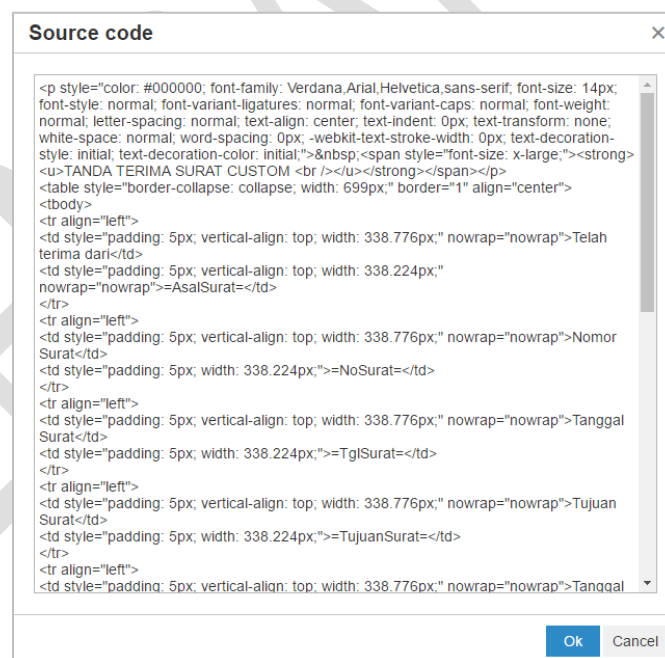 Source code
×
<p style="color: #000000; font-family: Verdana,Arial,Helvetica,sans-serif; font-size: 14px;
font-style: normal; font-variant-ligatures: normal; font-variant-caps: normal; font-weight:
normal; letter-spacing: normal; text-align: center; text-indent: 0px; text-transform: none;
white-space: normal; word-spacing: 0px; -webkit-text-stroke-width: 0px; text-decoration-
style: initial; text-decoration-color: initial;">&nbsp;<span style="font-size: x-large;"><strong>
<u>TANDA TERIMA SURAT CUSTOM <br /></u></strong></span></p>
<table style="border-collapse: collapse; width: 699px;" border="1" align="center">
<tbody>
<tr align="left">
<td style="padding: 5px; vertical-align: top; width: 338.776px;" nowrap="nowrap">Telah
terima dari</td>
<td style="padding: 5px; vertical-align: top; width: 338.224px;"
nowrap="nowrap">=AsalSurat=</td>
</tr>
<tr align="left">
<td style="padding: 5px; vertical-align: top; width: 338.776px;" nowrap="nowrap">Nomor
Surat</td>
<td style="padding: 5px; width: 338.224px;">=NoSurat=</td>
</tr>
<tr align="left">
<td style="padding: 5px; vertical-align: top; width: 338.776px;" nowrap="nowrap">Tanggal
Surat</td>
<td style="padding: 5px; width: 338.224px;">=TglSurat=</td>
</tr>
<tr align="left">
<td style="padding: 5px; vertical-align: top; width: 338.776px;" nowrap="nowrap">Tujuan
Surat</td>
<td style="padding: 5px; width: 338.224px;">=TujuanSurat=</td>
</tr>
<tr align="left">
<td style="padding: 5px; vertical-align: top; width: 338.776px;" nowrap="nowrap">Tanggal
Ok Cancel